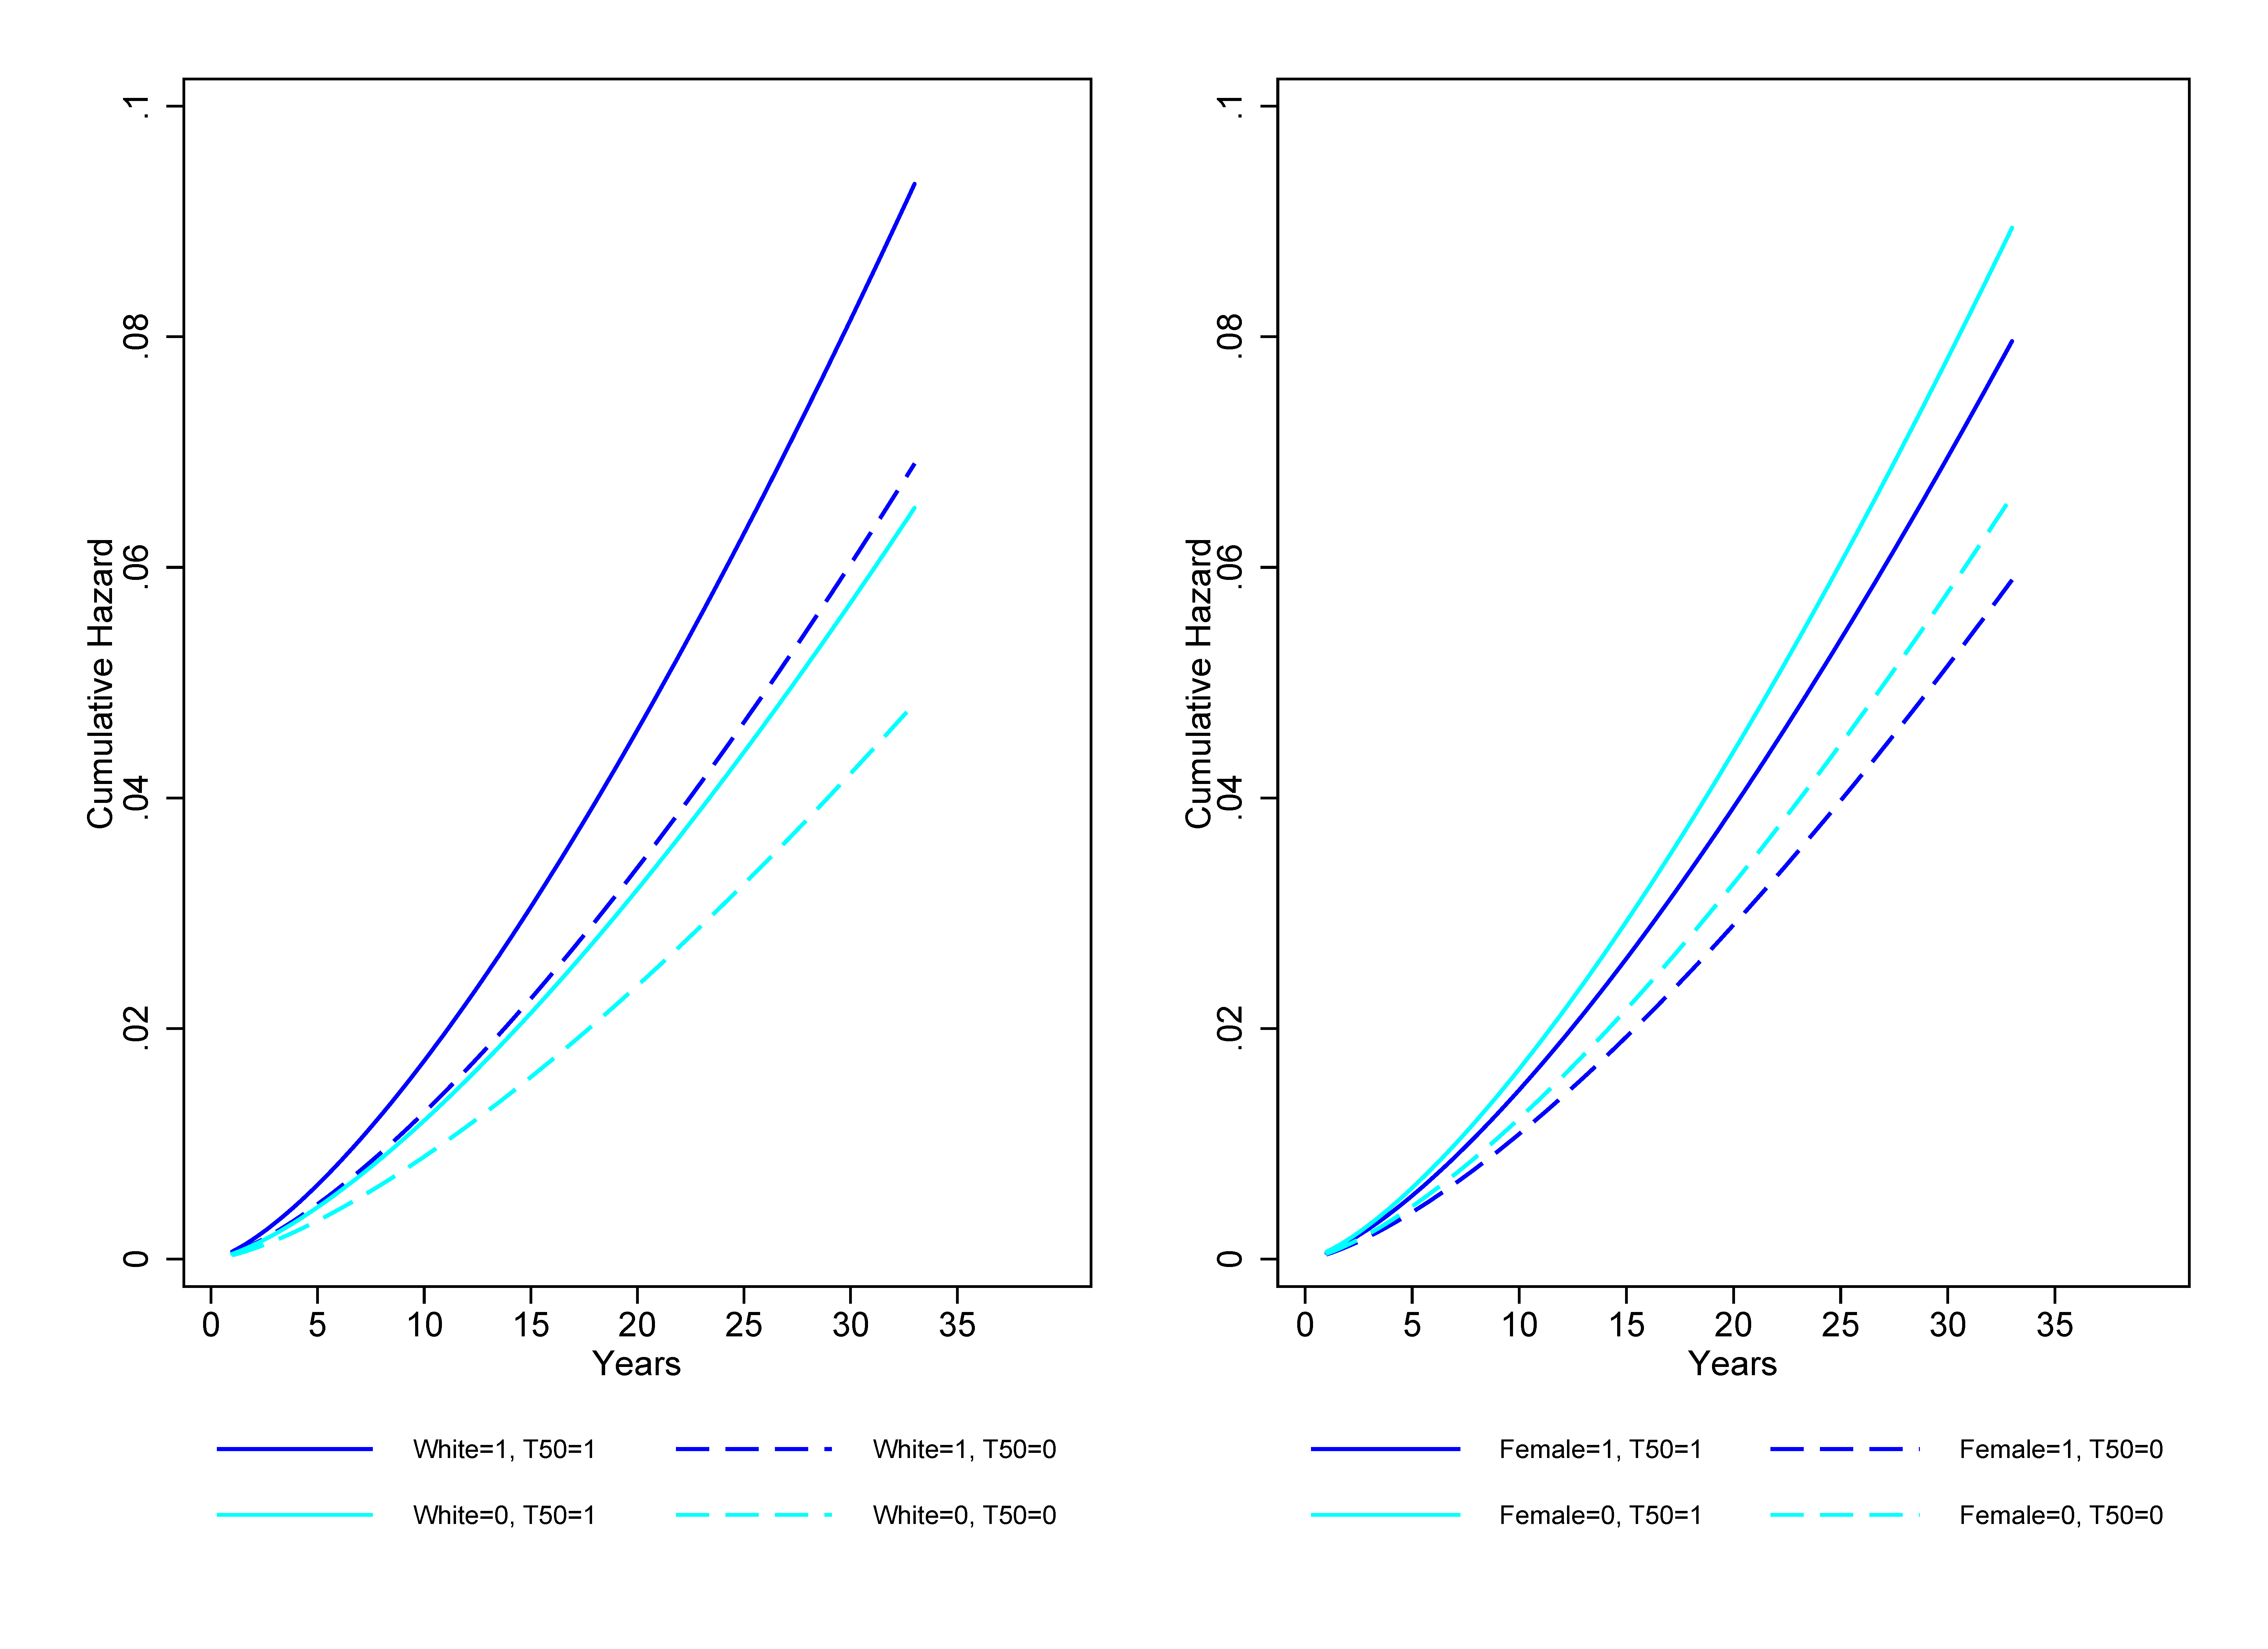 Cumulative Hazard
.1
.08
.06
.04
.02
0
0 5 10 15 20 25 30 35
Years
White=1, T50=1 White=1, T50=0
White=0, T50=1 White=0, T50=0
Cumulative Hazard
.1
.08
.06
.04
.02
0
0 5 10 15 20 25 30 35
Years
Female=1, T50=1 Female=1, T50=0
Female=0, T50=1 Female=0, T50=0